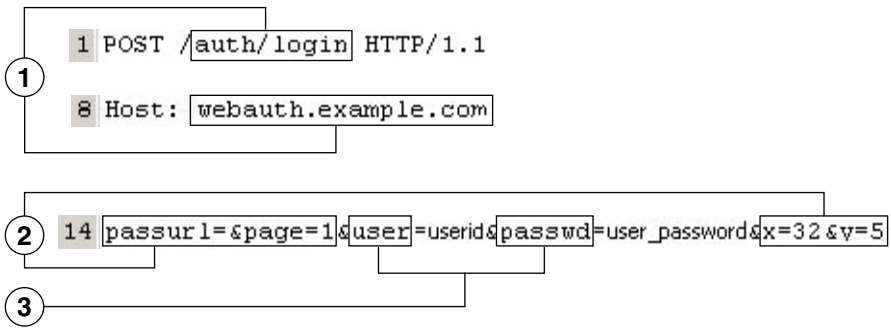 1
1 POST /auth/login HTTP/1.1
8 Host: webauth.example.com
2
14 passurl=&page=1&user=userid&passwd=user_password&x=32&y=5
3